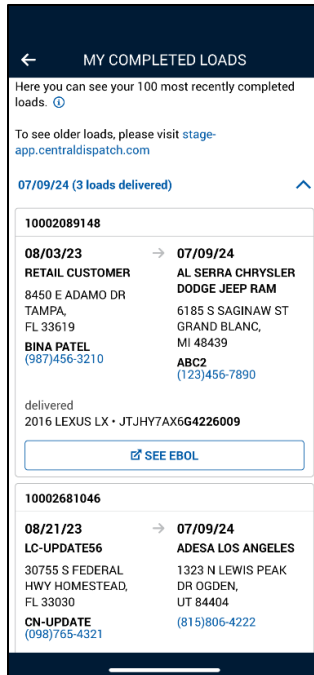 MY COMPLETED LOADS
Here you can see your 100 most recently completed
loads.
To see older loads, please visit stage-
app.centraldispatch.com
07/09/24 (3 loads delivered)
10002089148
08/03/23
RETAIL CUSTOMER
8450 E ADAMO DR
TAMPA,
FL 33619
BINA PATEL
(987)456-3210
07/09/24
AL SERRA CHRYSLER
DODGE JEEP RAM
6185 S SAGINAW ST
GRAND BLANC,
MI 48439
ABC2
(123)456-7890
delivered
2016 LEXUS LX • JTJHY7AX6G4226009
SEE EBOL
10002681046
08/21/23
LC-UPDATE56
30755 S FEDERAL
HWY HOMESTEAD,
FL 33030
CN-UPDATE
(098)765-4321
07/09/24
ADESA LOS ANGELES
1323 N LEWIS PEAK
DR OGDEN,
UT 84404
(815)806-4222